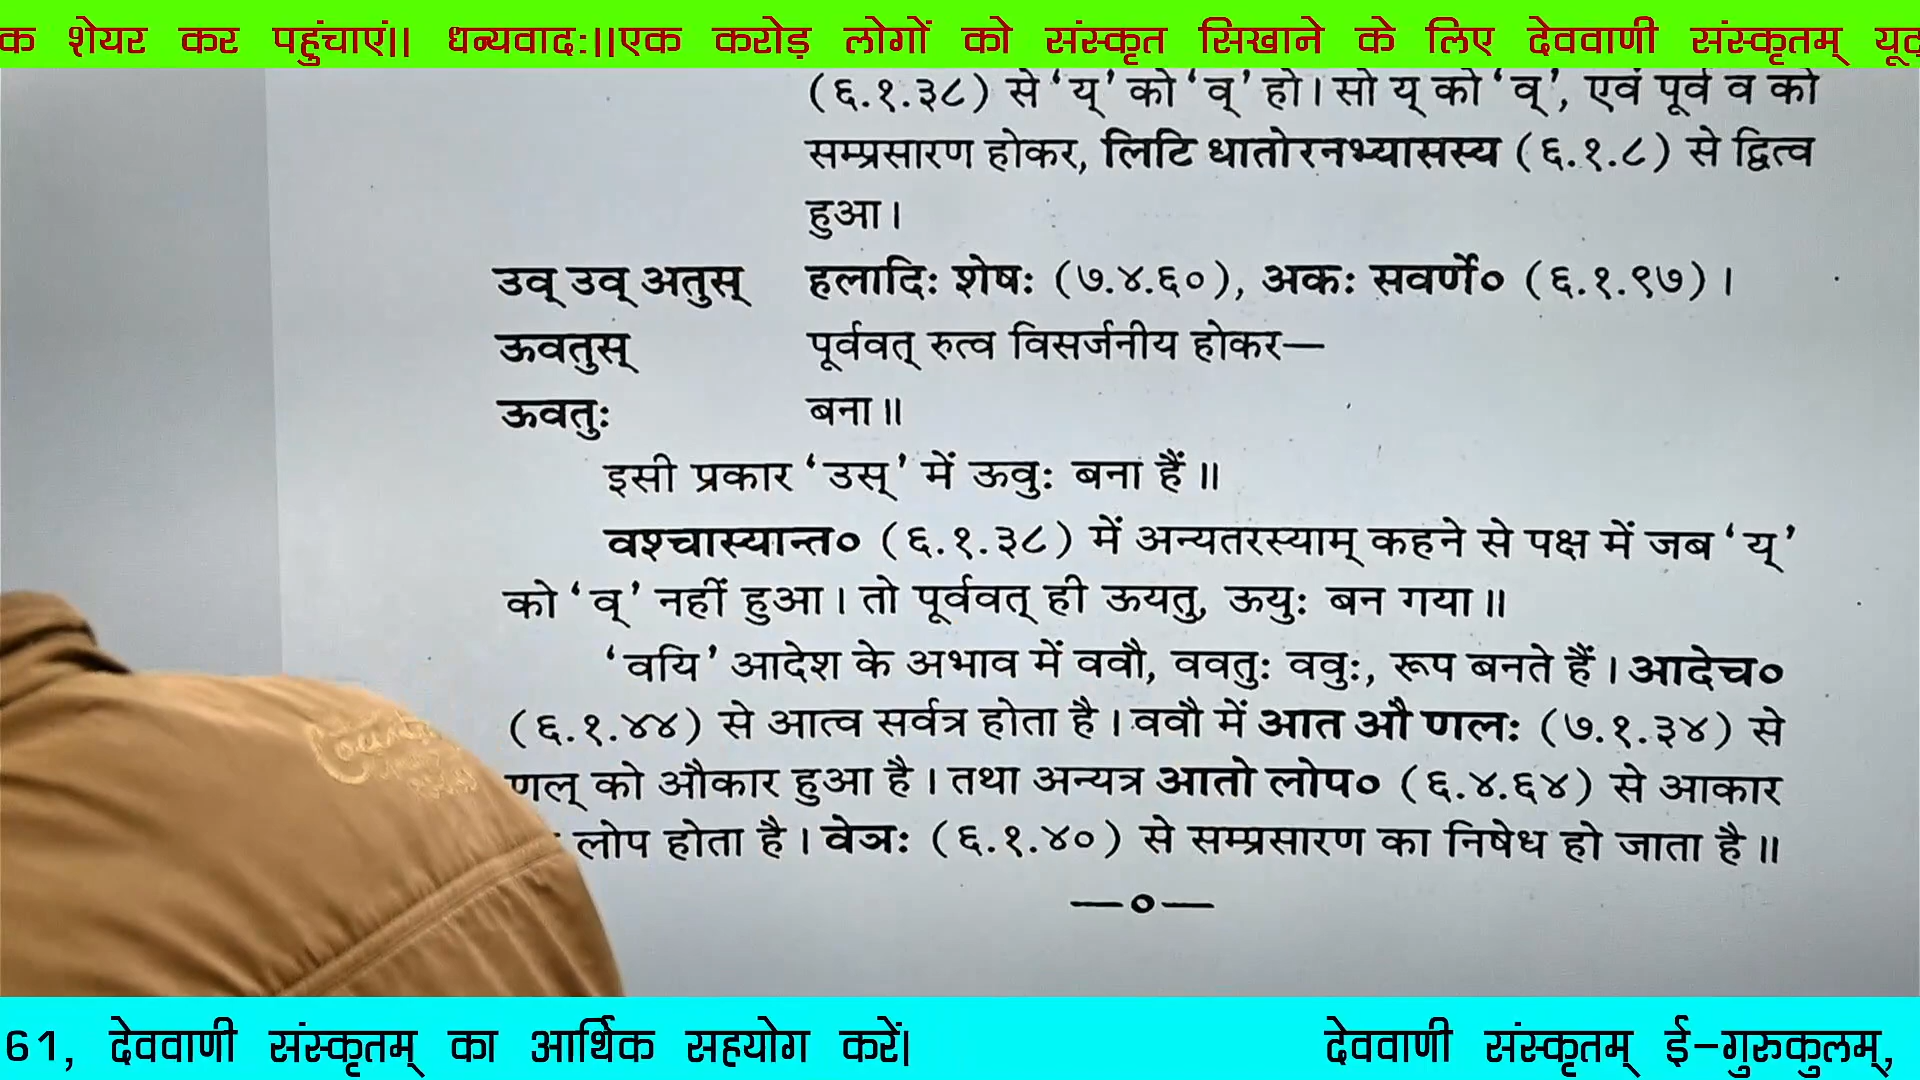 क शेयर कर पहुंचाएं|| धन्यवादः||एक करोड़ लोगों को संस्कृत सिखाने के लिए देववाणी संस्कृतम्
(६.१.३८) से ‘य्’ को ‘व्’ हो। सो य् को ‘व्’, एवं पूर्व व को
सम्प्रसारण होकर, लिटि धातोरनभ्यासस्य (६.१.८) से द्वित्व
हुआ।
उव् उव् अतुस् हलादिः शेषः (७.४.६०), अकः सवर्णे० (६.१.९७)।
ऊवतुस् पूर्ववत् रुत्व विसर्जनीय होकर—
ऊवतुः बना॥
इसी प्रकार ‘उस्’ में ऊवुः बना हैं॥
वश्चास्यान्त० (६.१.३८) में अन्यतरस्याम् कहने से पक्ष में जब ‘य्’
को ‘व्’ नहीं हुआ। तो पूर्ववत् ही ऊयतु, ऊयुः बन गया॥
‘वयि’ आदेश के अभाव में ववौ, ववतुः ववुः, रूप बनते हैं। आदेच०
(६.१.४४) से आत्व सर्वत्र होता है। ववौ में आत औ णलः (७.१.३४) से
णल् को औकार हुआ है। तथा अन्यत्र आतो लोप० (६.४.६४) से आकार
लोप होता है। वेञः (६.१.४०) से सम्प्रसारण का निषेध हो जाता है॥
—०—
61, देववाणी संस्कृतम् का आर्थिक सहयोग करें| देववाणी संस्कृतम् ई-गुरुकुलम्,